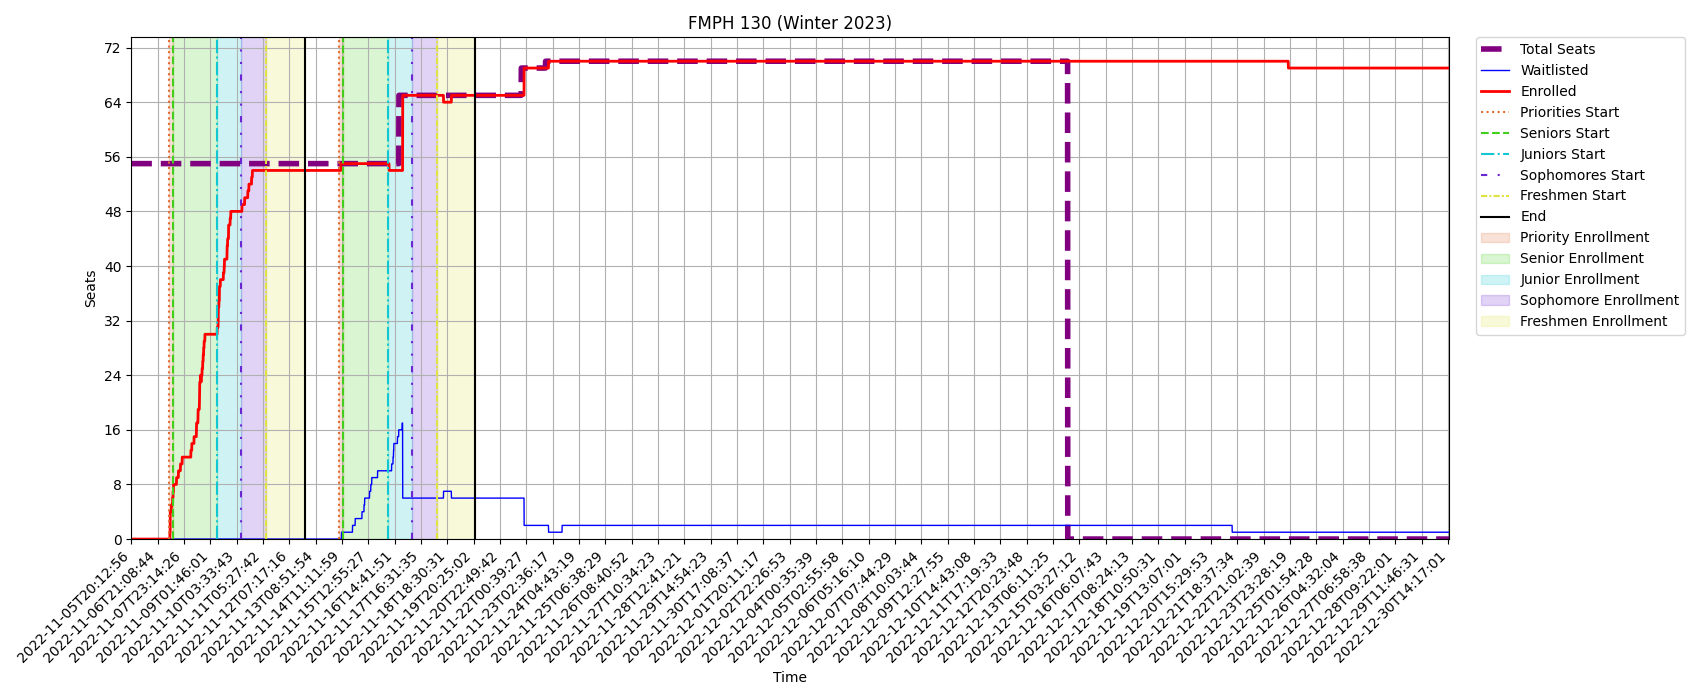 FMPH 130 (Winter 2023)
Seats
72
64
56
48
40
32
24
16
8
0
2022-11-05T20:12:56
2022-11-06T21:08:44
2022-11-07T23:14:26
2022-11-09T01:46:01
2022-11-10T03:33:43
2022-11-11T05:27:42
2022-11-12T07:17:16
2022-11-13T08:51:54
2022-11-14T11:11:59
2022-11-15T12:55:27
2022-11-16T14:41:51
2022-11-17T16:31:35
2022-11-18T18:30:31
2022-11-19T20:25:02
2022-11-20T22:49:42
2022-11-22T00:39:27
2022-11-23T02:36:17
2022-11-24T04:43:19
2022-11-25T06:38:29
2022-11-26T08:40:52
2022-11-27T10:34:23
2022-11-28T12:41:21
2022-11-29T14:54:23
2022-11-30T17:08:37
2022-12-01T20:11:17
2022-12-02T22:26:53
2022-12-04T00:35:39
2022-12-05T02:55:58
2022-12-06T05:16:10
2022-12-07T07:44:29
2022-12-08T10:03:44
2022-12-09T12:27:55
2022-12-10T14:43:08
2022-12-11T17:19:33
2022-12-12T20:23:48
2022-12-13T06:11:25
2022-12-15T03:27:12
2022-12-16T06:07:43
2022-12-17T08:24:13
2022-12-18T10:50:31
2022-12-19T13:07:01
2022-12-20T15:29:53
2022-12-21T18:37:34
2022-12-22T21:02:39
2022-12-23T23:28:19
2022-12-25T01:54:28
2022-12-26T04:32:04
2022-12-27T06:58:38
2022-12-28T09:22:01
2022-12-29T11:46:31
2022-12-30T14:17:01
Time
Total Seats
Waitlisted
Enrolled
Priorities Start
Seniors Start
Juniors Start
Sophomores Start
Freshmen Start
End
Priority Enrollment
Senior Enrollment
Junior Enrollment
Sophomore Enrollment
Freshmen Enrollment